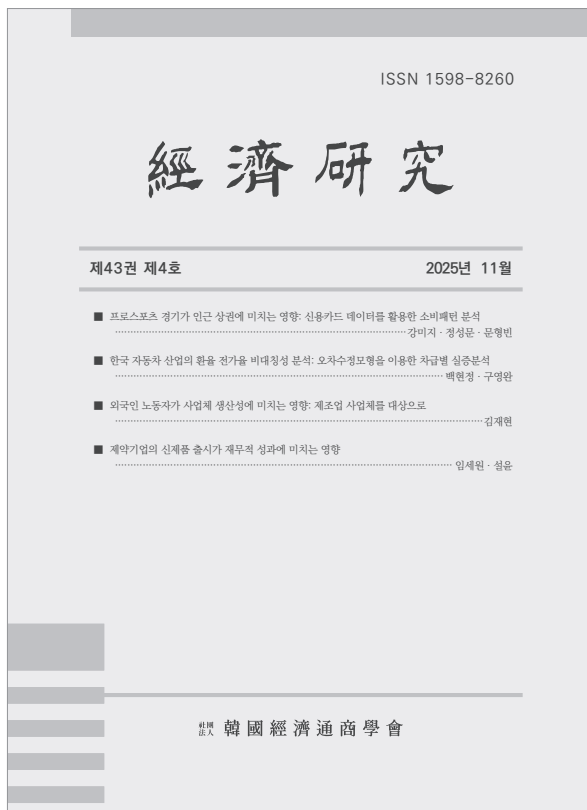 ISSN 1598-8260
經濟研究
제43권 제4호 2025년 11월
■ 프로스포츠 경기가 인근 상권에 미치는 영향: 신용카드 데이터를 활용한 소비패턴 분석
강미지 · 정성문 · 문형빈
■ 한국 자동차 산업의 환율 전가율 비대칭성 분석: 오차수정모형을 이용한 차급별 실증분석
백현정 · 구영완
■ 외국인 노동자가 사업체 생산성에 미치는 영향: 제조업 사업체를 대상으로
김재현
■ 제약기업의 신제품 출시가 재무적 성과에 미치는 영향
임세원 · 설윤
社團法人 韓國經濟通商學會